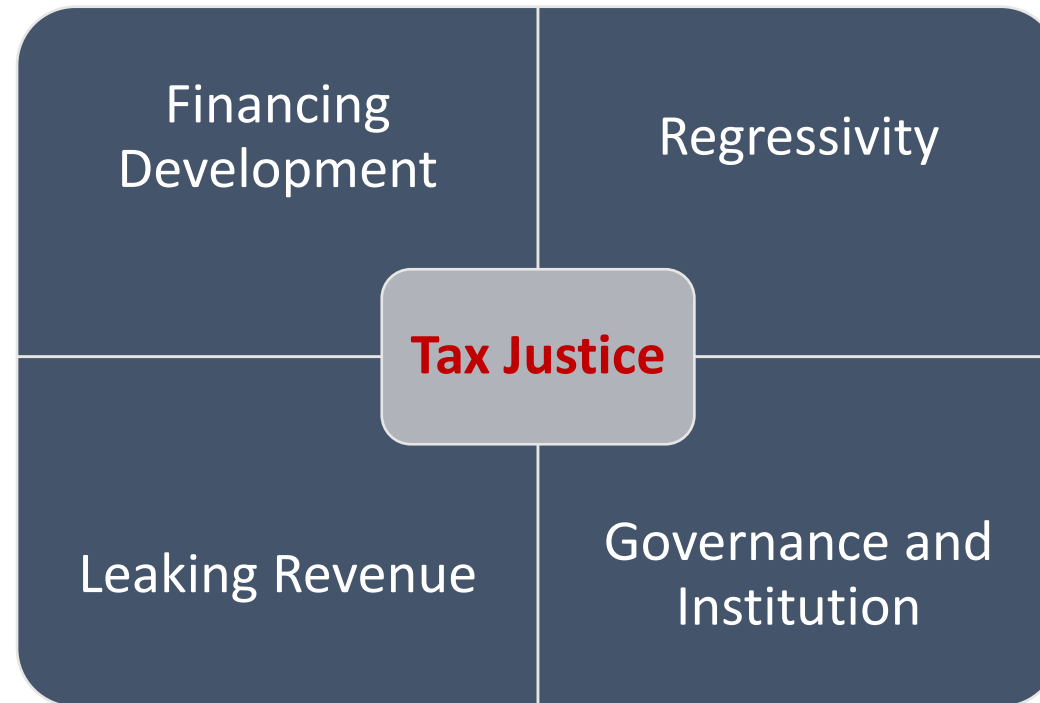 Financing
Development
Regressivity
Tax Justice
Leaking Revenue
Governance and
Institution